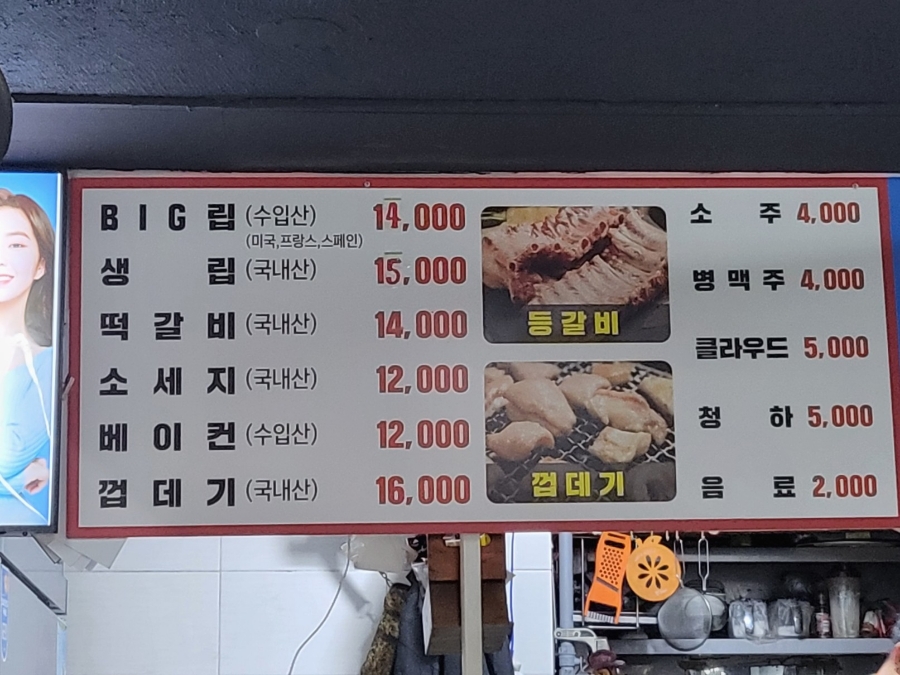 BIG립 (수입산) 14,000
(미국,프랑스,스페인)
생립 (국내산) 15,000
떡갈비 (국내산) 14,000
소세지 (국내산) 12,000
베이컨 (수입산) 12,000
껍데기 (국내산) 16,000
등갈비
껍데기
소주 4,000
병맥주 4,000
클라우드 5,000
청하 5,000
음료 2,000